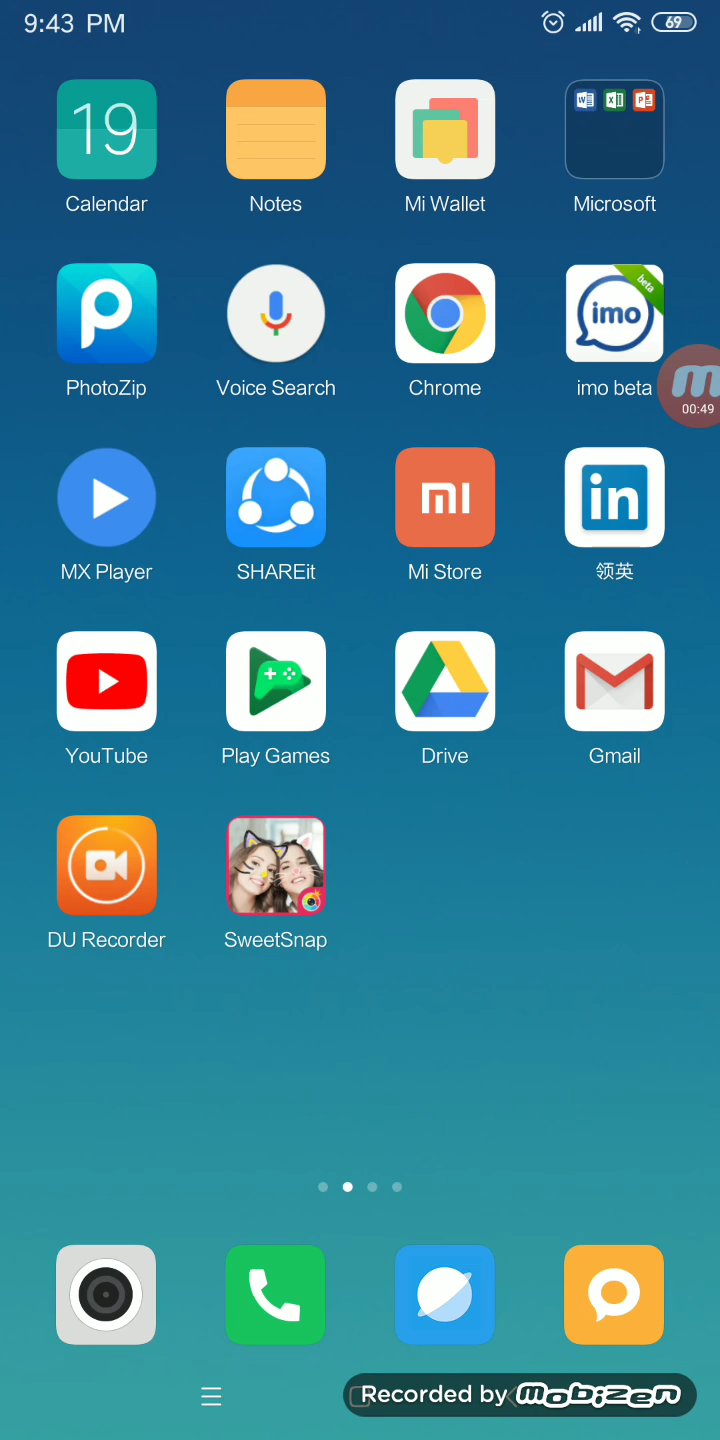 9:43 PM
69
19
Calendar
Notes
Mi Wallet
Microsoft
PhotoZip
Voice Search
Chrome
imo
beta
imo beta
00:49
MX Player
SHAREit
Mi Store
in
领英
YouTube
Play Games
Drive
Gmail
DU Recorder
SweetSnap
Recorded by mobizen